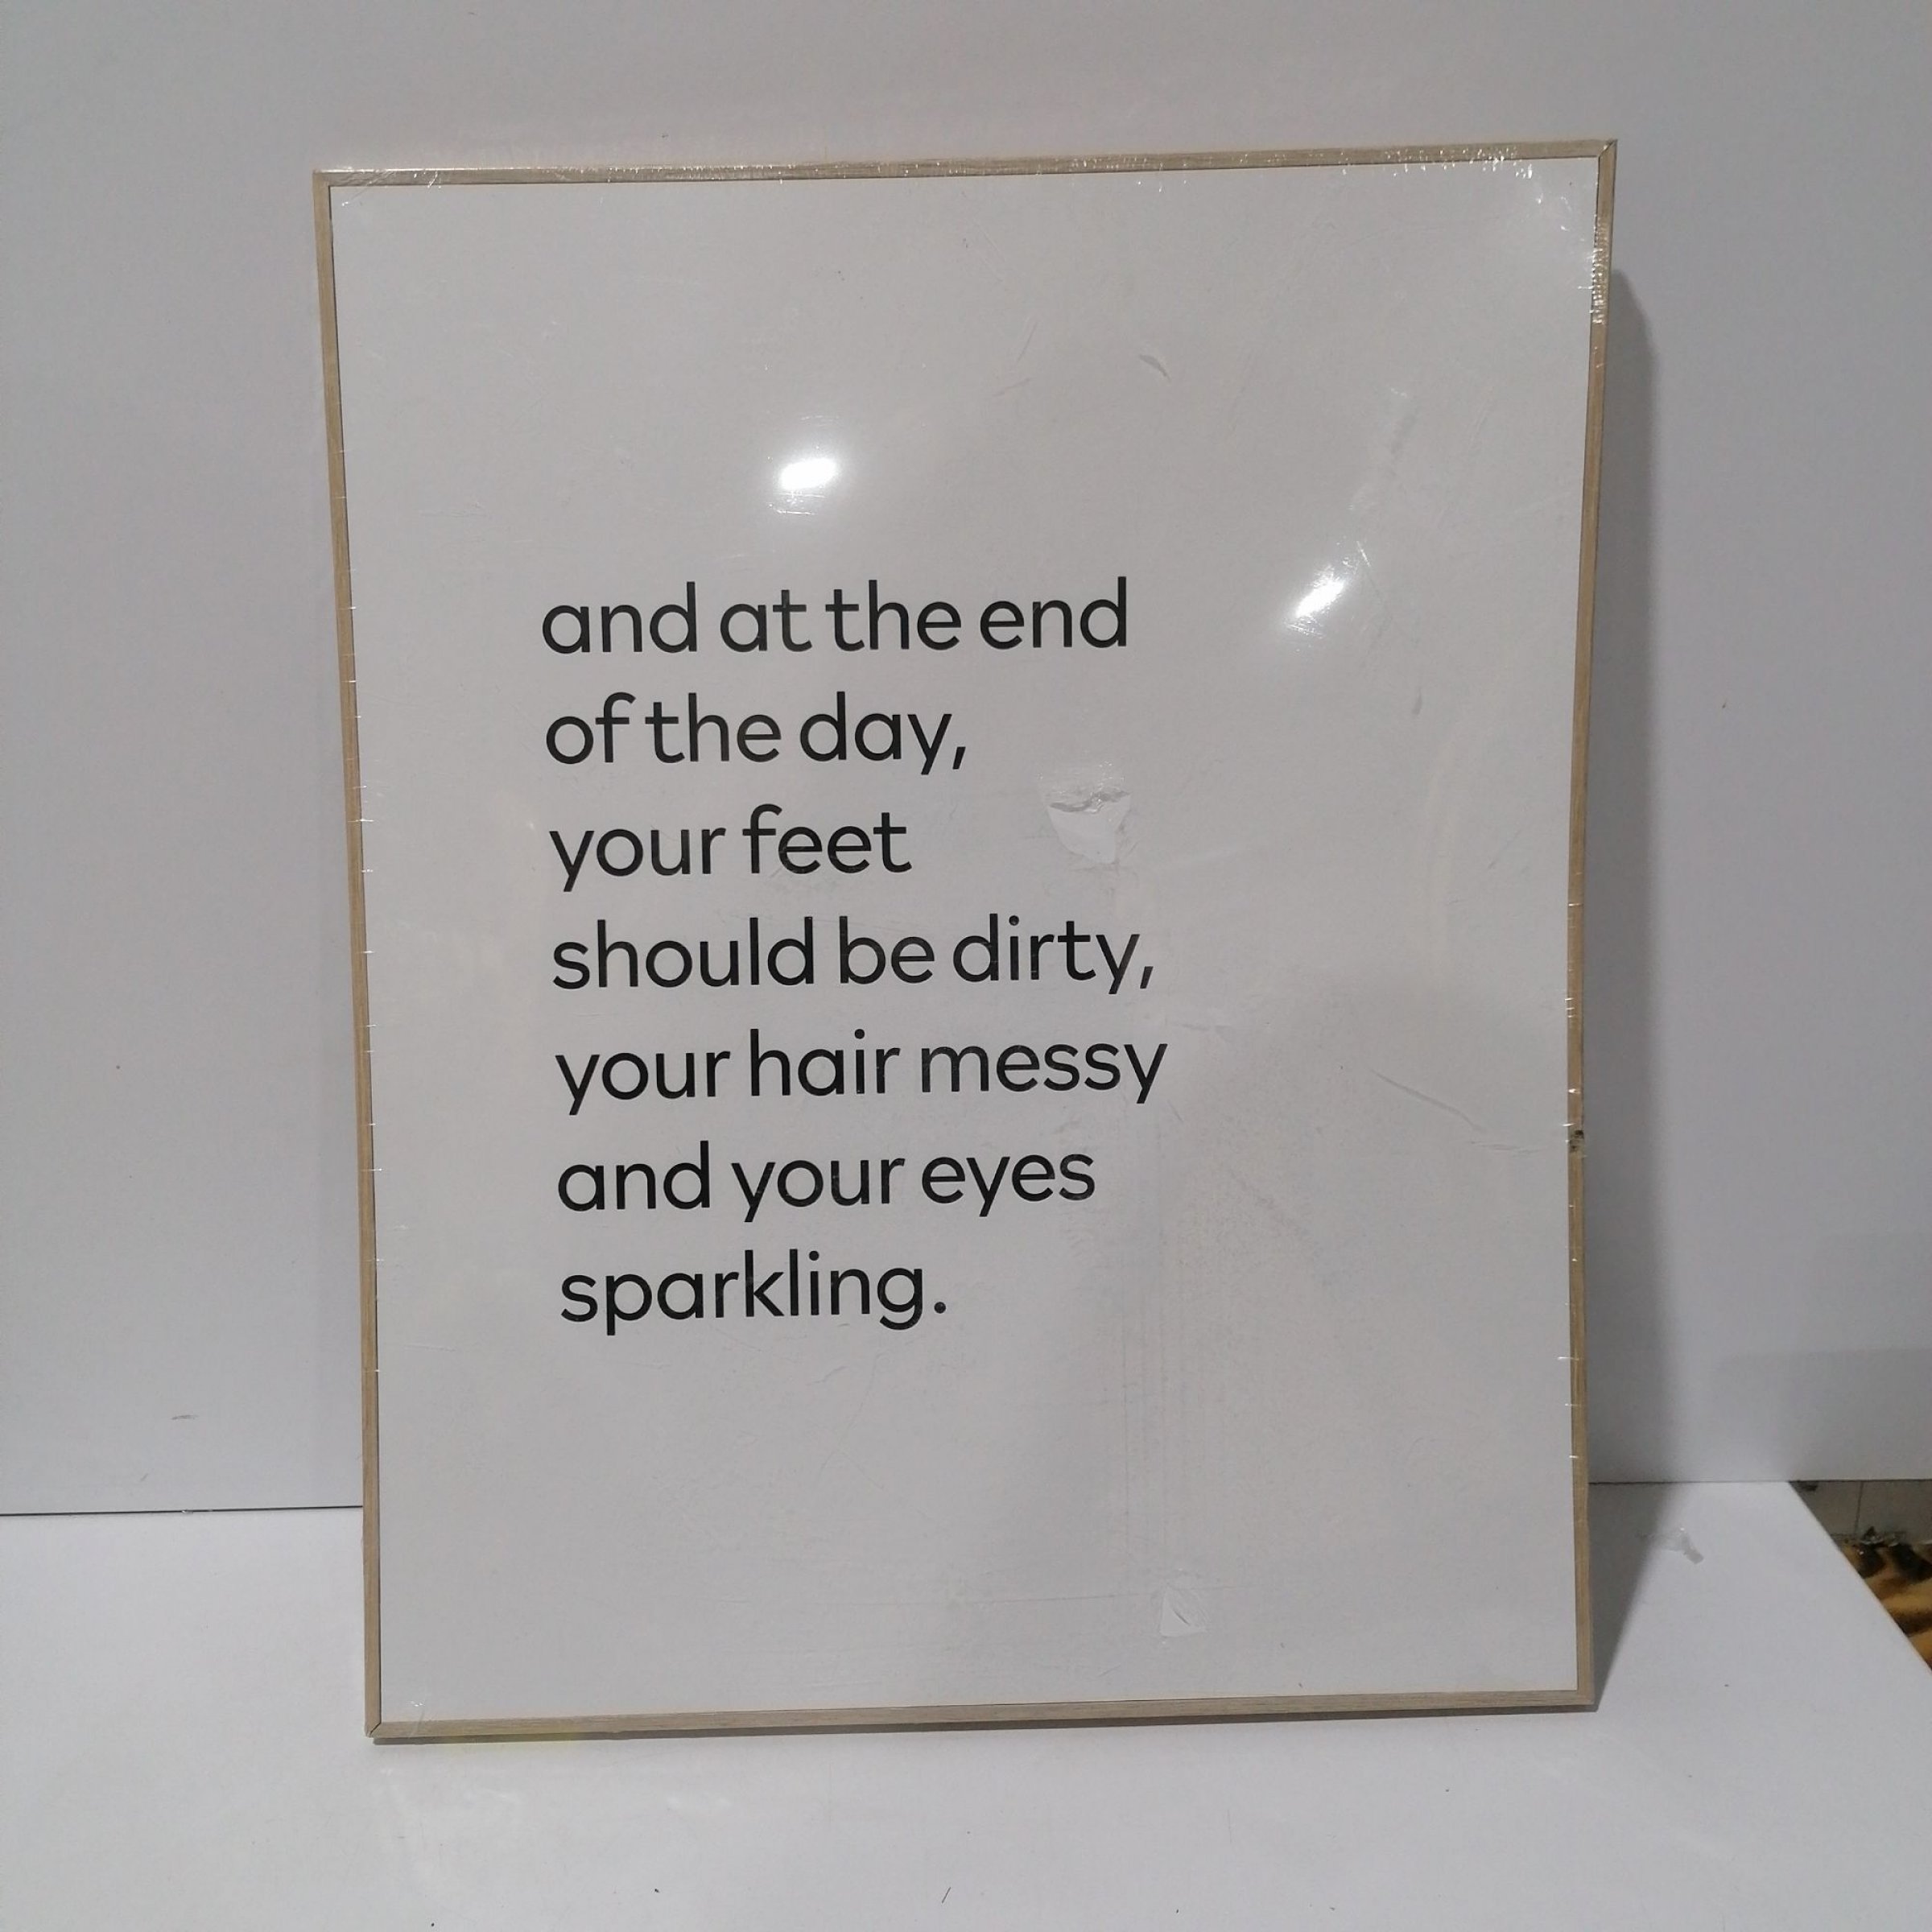 and at the end
of the day,
your feet
should be dirty,
your hair messy
and your eyes
sparkling.